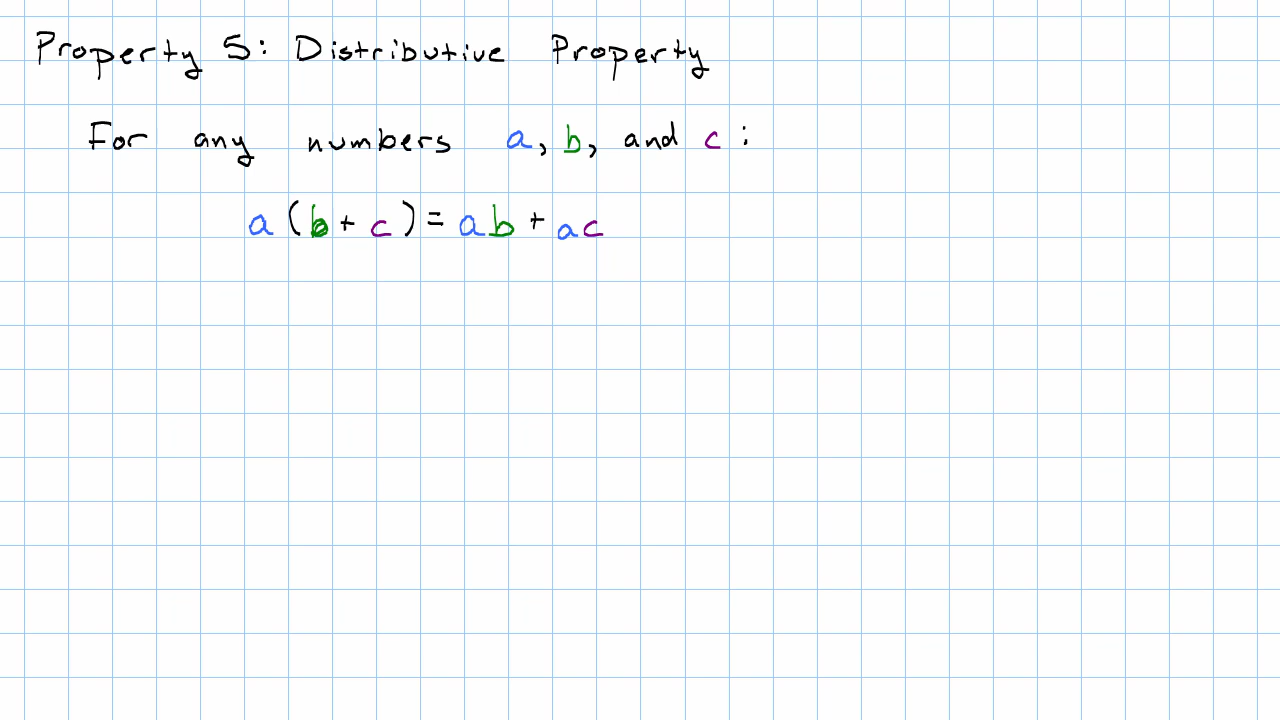 Property 5: Distributive Property
For any numbers a, b, and c:
a(b+c)=ab+ac